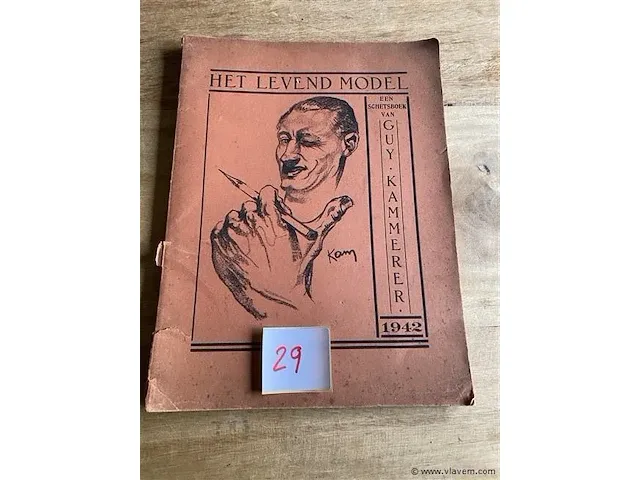 HET LEVEND MODEL
EEN
SCHETSBOEK
VAN
GUY · KAMMERER ·
1942
Kam
29
© www.vlavem.com